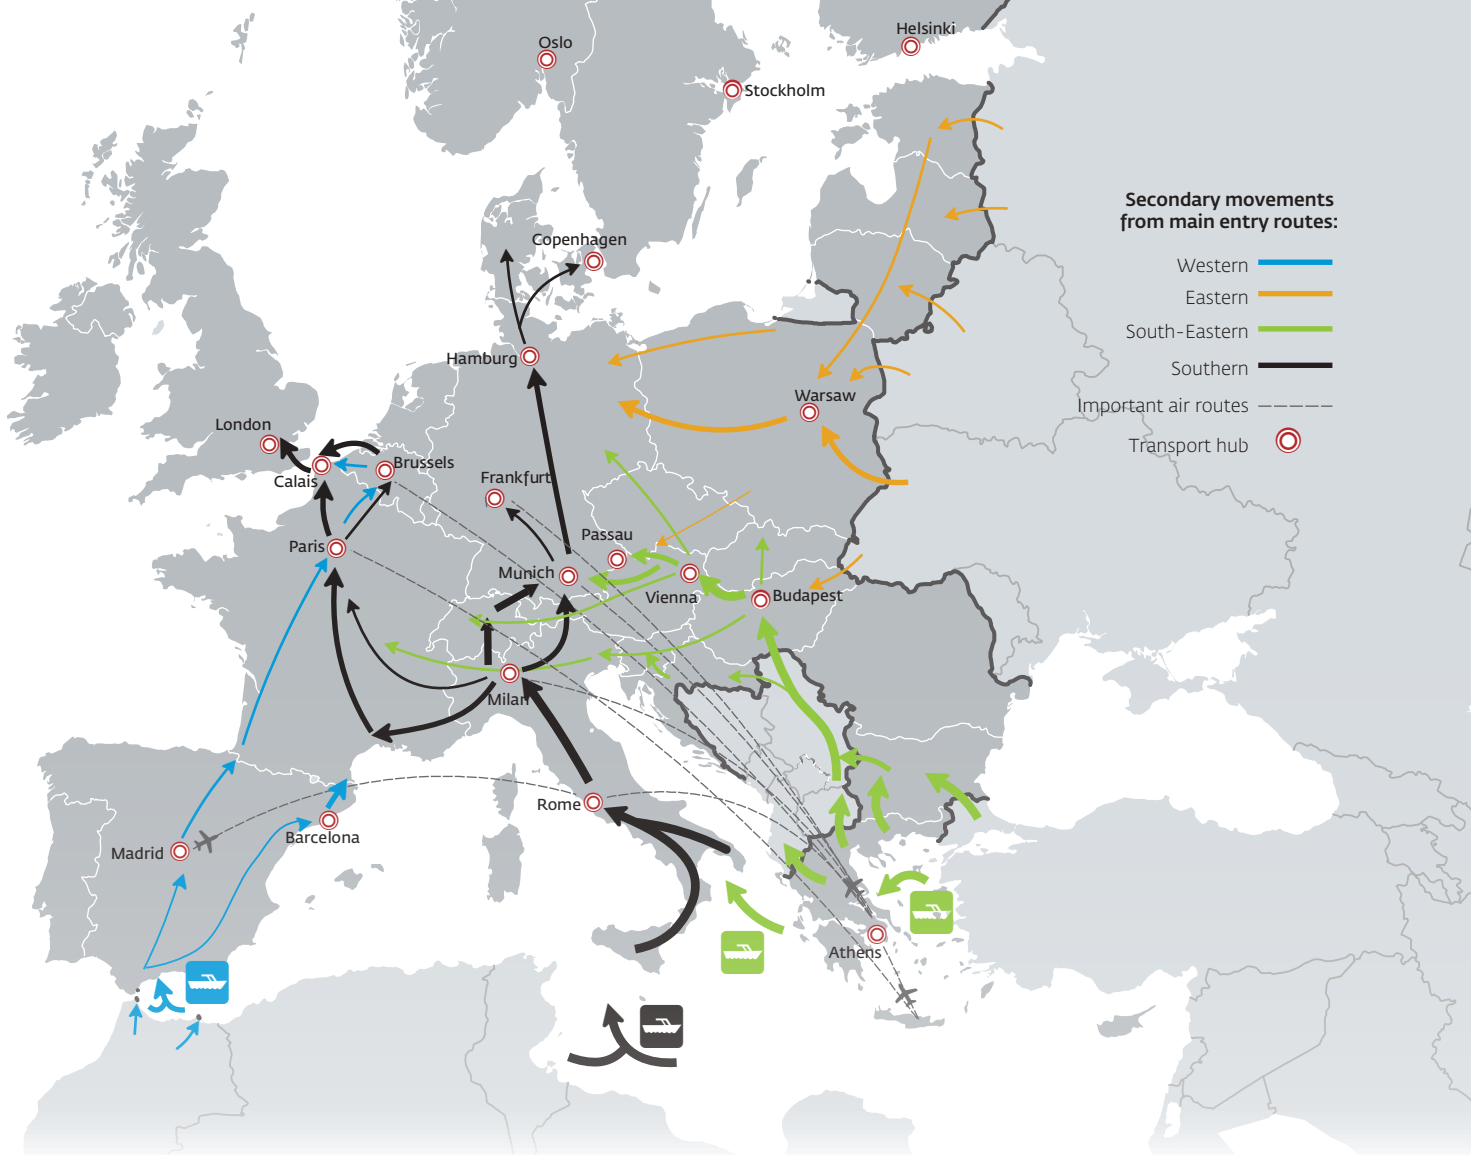 Helsinki
Oslo
Stockholm
Secondary movements
from main entry routes:
Western
Eastern
South-Eastern
Southern
Important air routes
Transport hub
Copenhagen
Hamburg
Warsaw
London
Brussels
Calais
Frankfurt
Passau
Paris
Munich
Vienna
Budapest
Milan
Rome
Barcelona
Madrid
Athens